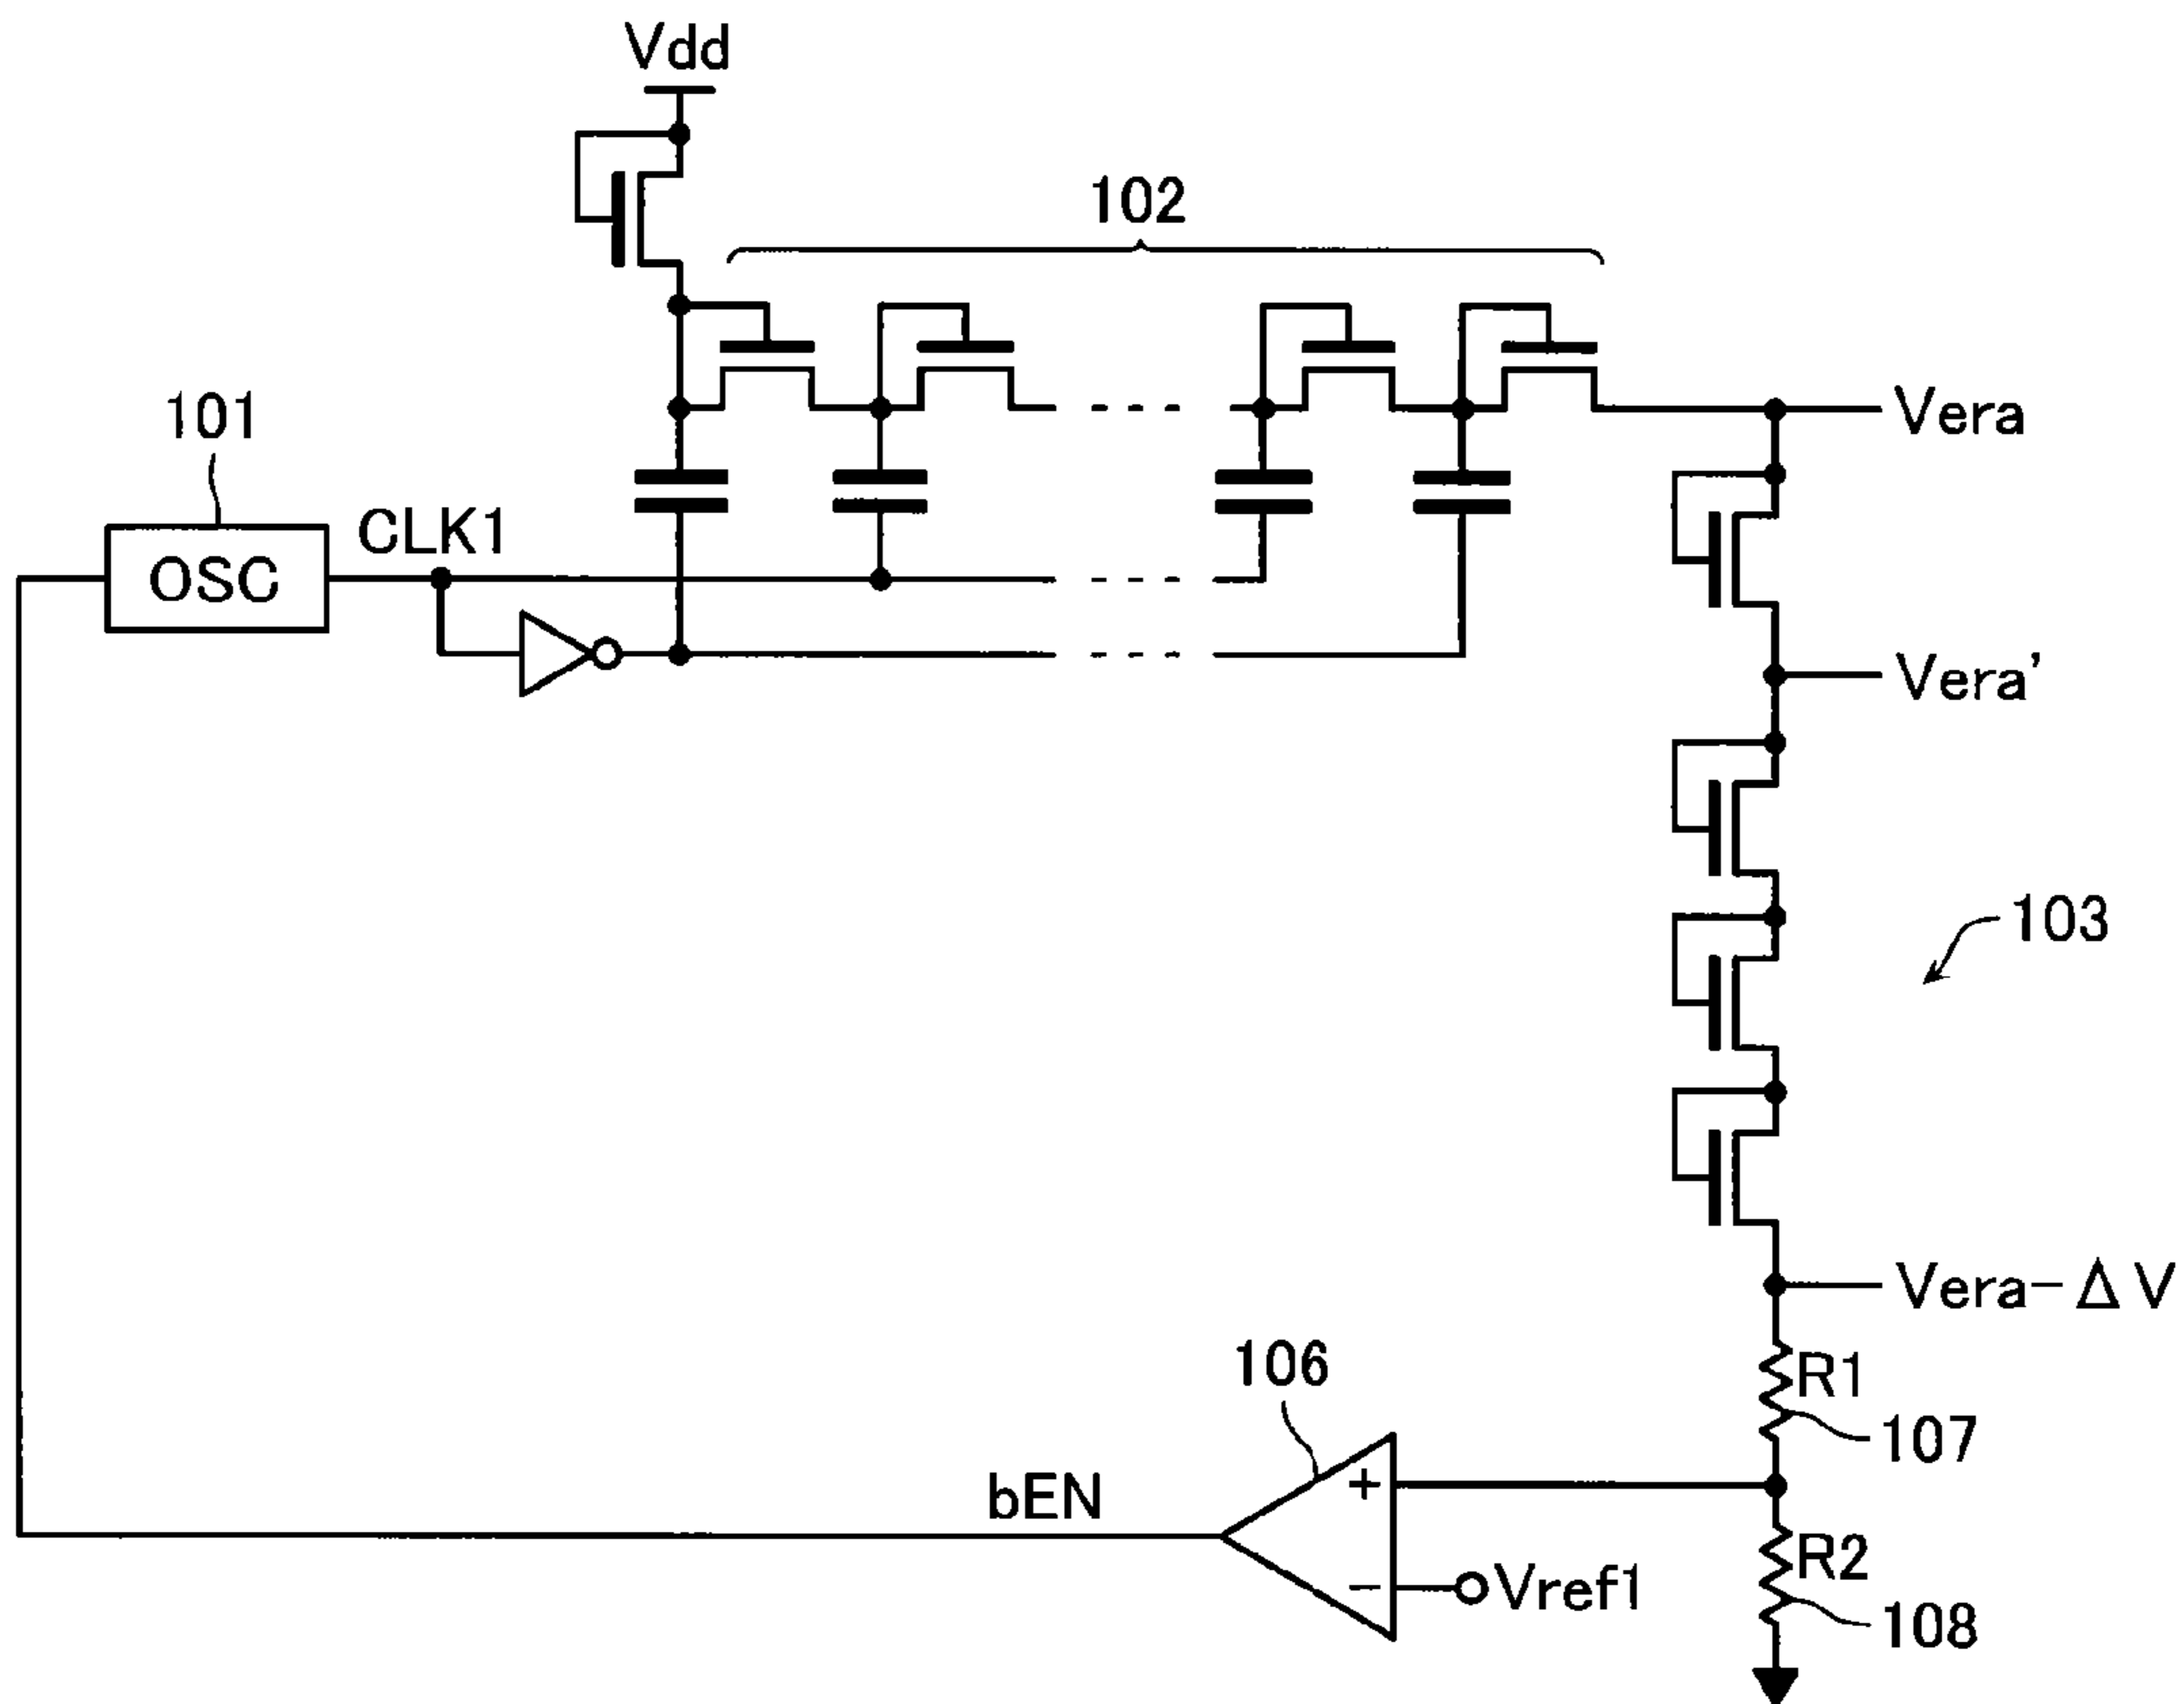 Vdd
102
101
Vera
CLK1
OSC
Vera'
103
Vera-ΔV
106
R1
107
+
bEN
R2
- Vref1
108